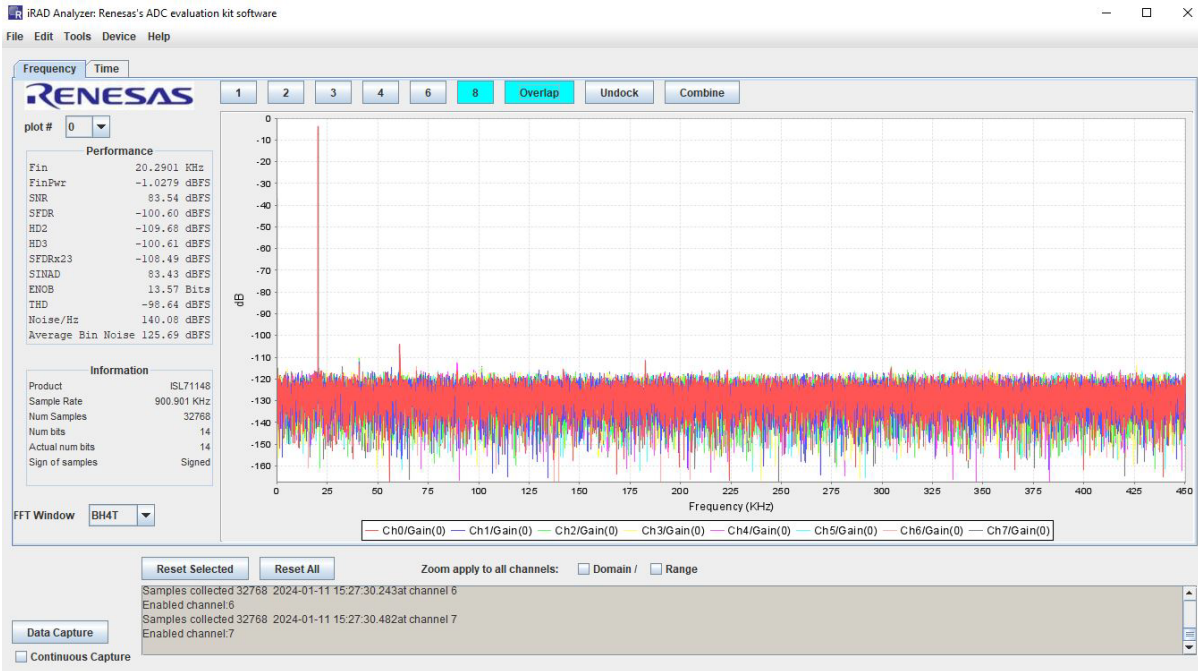 iRAD Analyzer: Renesas's ADC evaluation kit software
File Edit Tools Device Help
Frequency Time
RENESAS
1 2 3 4 6 8 Overlap Undock Combine
plot # 0
Performance
Fin 20.2901 KHz
FinPwr -1.0279 dBFS
SNR 83.54 dBFS
SFDR -100.60 dBFS
HD2 -109.68 dBFS
HD3 -100.61 dBFS
SFDRx23 -108.49 dBFS
SINAD 83.43 dBFS
ENOB 13.57 Bits
THD -98.64 dBFS
Noise/Hz 140.08 dBFS
Average Bin Noise 125.69 dBFS
Information
Product ISL71148
Sample Rate 900.901 KHz
Num Samples 32768
Num bits 14
Actual num bits 14
Sign of samples Signed
FFT Window BH4T
dB
0
-10
-20
-30
-40
-50
-60
-70
-80
-90
-100
-110
-120
-130
-140
-150
-160
0 25 50 75 100 125 150 175 200 225 250 275 300 325 350 375 400 425 450
Frequency (KHz)
Ch0/Gain(0) Ch1/Gain(0) Ch2/Gain(0) Ch3/Gain(0) Ch4/Gain(0) Ch5/Gain(0) Ch6/Gain(0) Ch7/Gain(0)
Reset Selected Reset All Zoom apply to all channels: Domain / Range
Samples collected 32768 2024-01-11 15:27:30.243at channel 6
Enabled channel:6
Samples collected 32768 2024-01-11 15:27:30.482at channel 7
Enabled channel:7
Data Capture
Continuous Capture